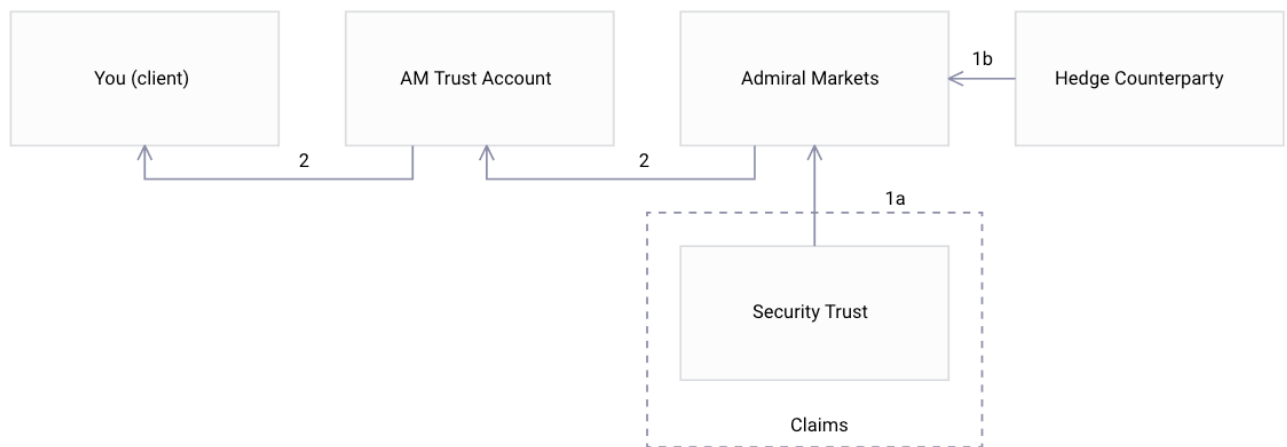 You (client)
AM Trust Account
Admiral Markets
1b
Hedge Counterparty
2
2
1a
Security Trust
Claims